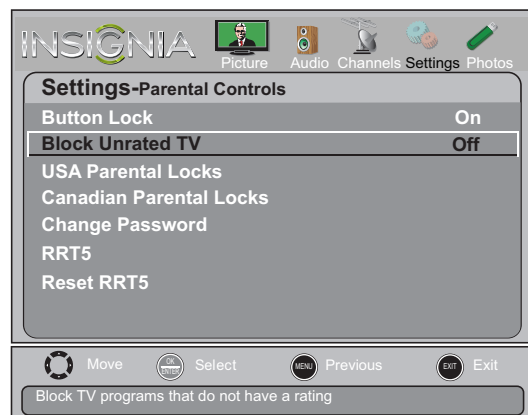 INSIGNIA
Picture Audio Channels Settings Photos
Settings-Parental Controls
Button Lock On
Block Unrated TV Off
USA Parental Locks
Canadian Parental Locks
Change Password
RRT5
Reset RRT5
Move OK ENTER Select MENU Previous EXIT Exit
Block TV programs that do not have a rating